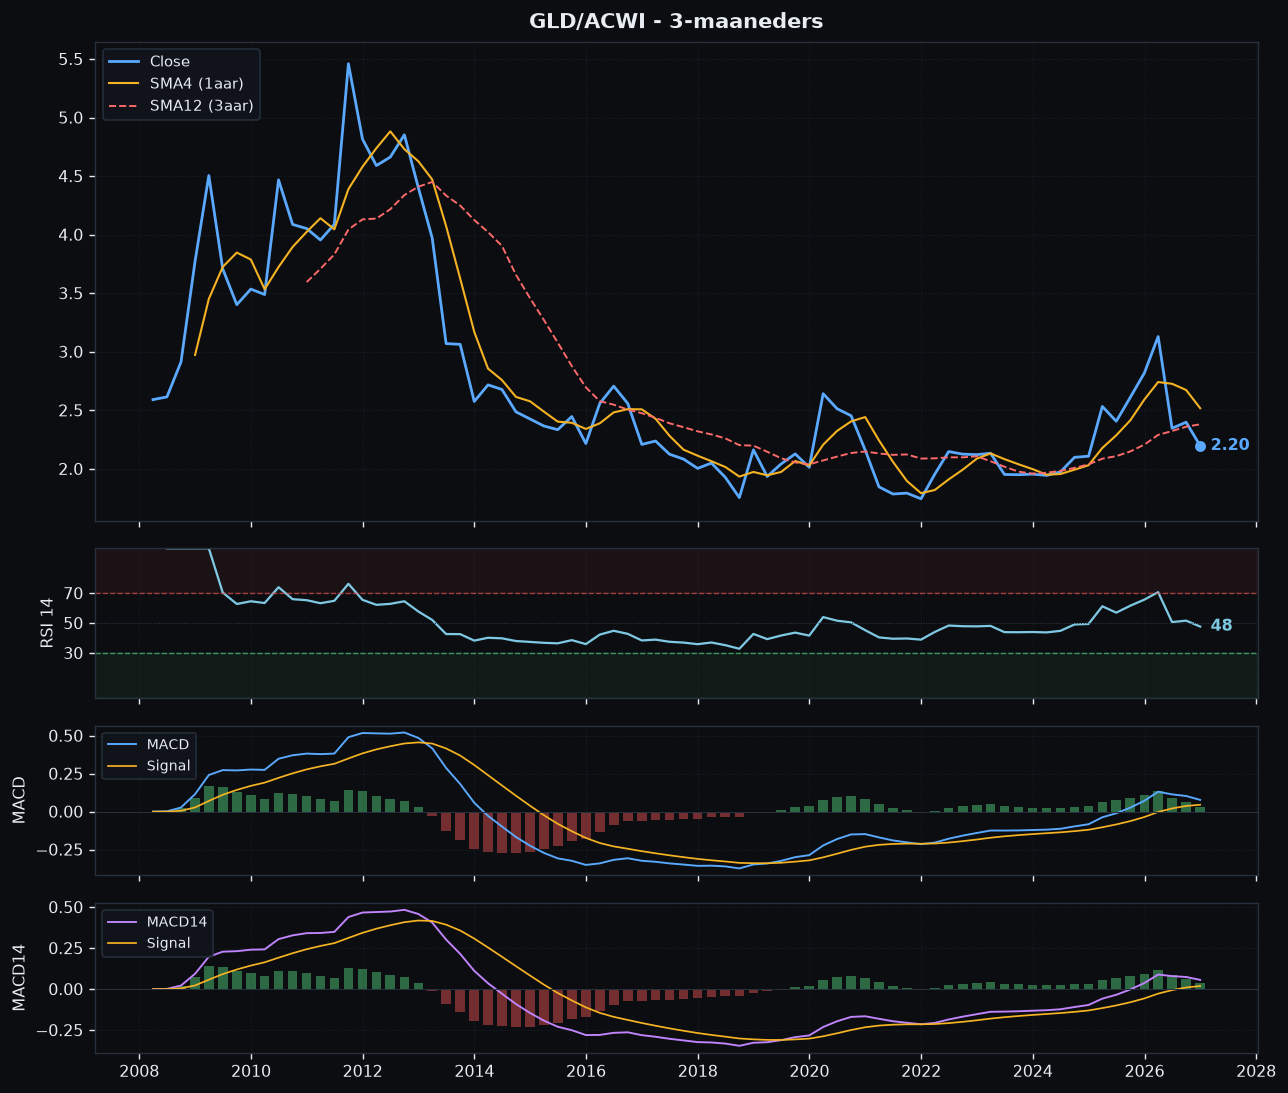 GLD/ACWI - 3-maaneders
Close
SMA4 (1aar)
SMA12 (3aar)
5.5
5.0
4.5
4.0
3.5
3.0
2.5
2.0
2.20
RSI 14
70
50
30
48
MACD
MACD
Signal
0.50
0.25
0.00
−0.25
MACD14
MACD14
Signal
0.50
0.25
0.00
−0.25
2008 2010 2012 2014 2016 2018 2020 2022 2024 2026 2028